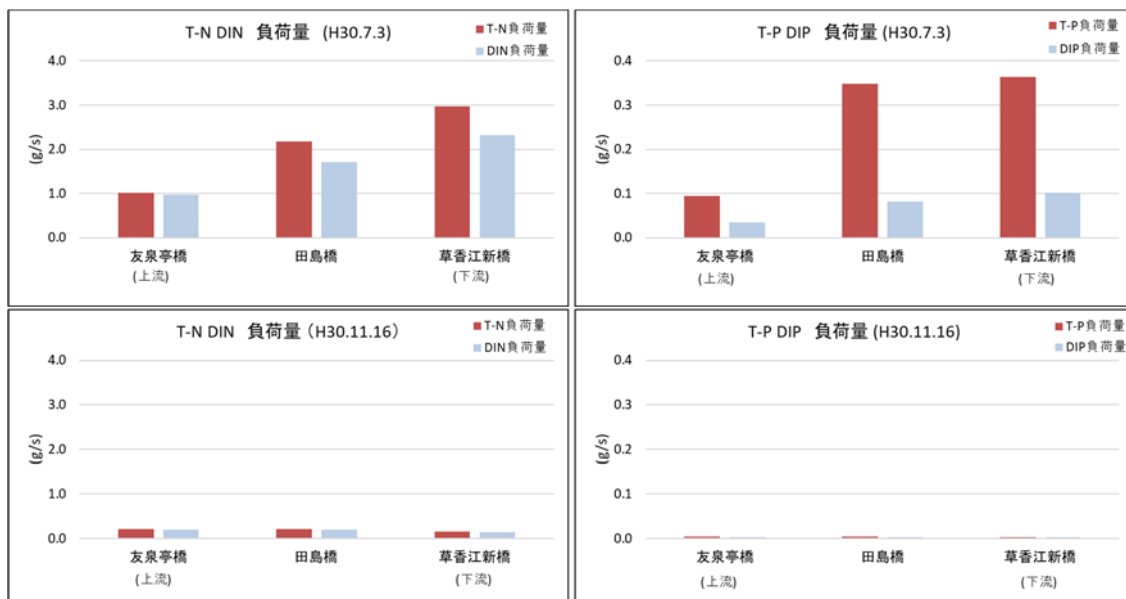 T-N DIN 負荷量 (H30.7.3)
T-N負荷量
DIN負荷量
4.0
3.0
2.0
1.0
0.0
(g/s)
友泉亭橋 田島橋 草香江新橋
(上流) (下流)
T-P DIP 負荷量 (H30.7.3)
T-P負荷量
DIP負荷量
0.4
0.3
0.2
0.1
0.0
(g/s)
友泉亭橋 田島橋 草香江新橋
(上流) (下流)
T-N DIN 負荷量（H30.11.16）
T-N負荷量
DIN負荷量
4.0
3.0
2.0
1.0
0.0
(g/s)
友泉亭橋 田島橋 草香江新橋
(上流) (下流)
T-P DIP 負荷量 (H30.11.16)
T-P負荷量
DIP負荷量
0.4
0.3
0.2
0.1
0.0
(g/s)
友泉亭橋 田島橋 草香江新橋
(上流) (下流)